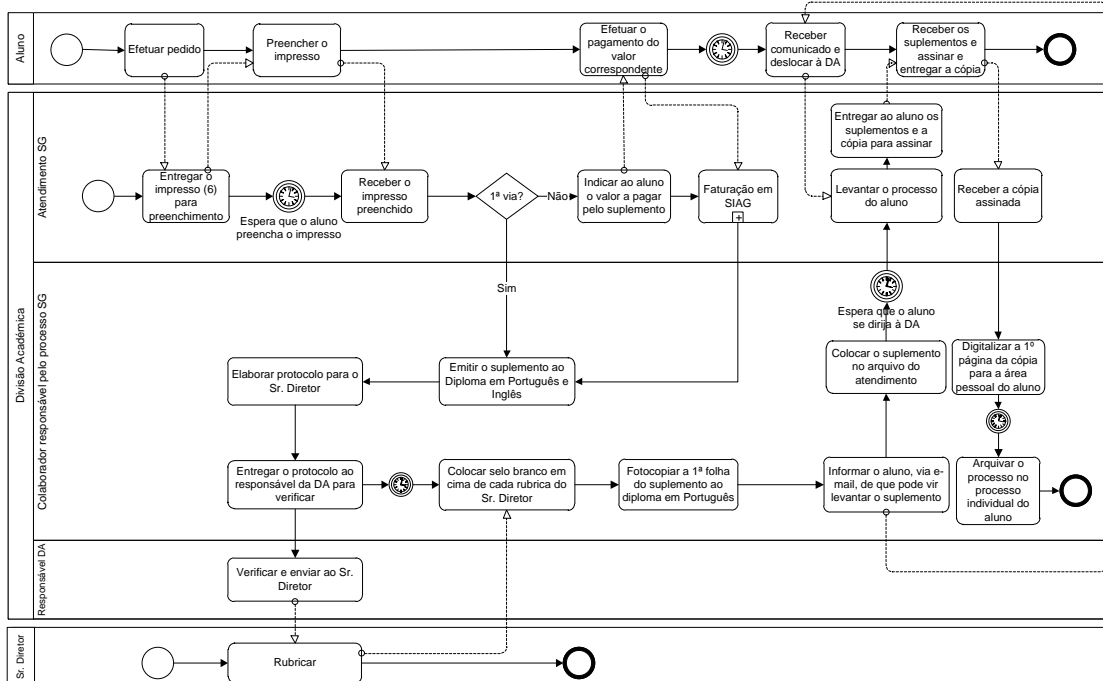 Aluno
Efetuar pedido
Preencher o
impresso
Efetuar o
pagamento do
valor
correspondente
Receber
comunicado e
deslocar à DA
Receber os
suplementos e
assinar e
entregar a cópia
Divisão Académica
Atendimento SG
Entregar o
impresso (6)
para
preenchimento
Espera que o aluno
preencha o impresso
Receber o
impresso
preenchido
1ª via?
Não
Sim
Indicar ao aluno
o valor a pagar
pelo suplemento
Faturação em
SIAG
Entregar ao aluno os
suplementos e a
cópia para assinar
Levantar o processo
do aluno
Receber a cópia
assinada
Colaborador responsável pelo processo SG
Espera que o aluno
se dirija à DA
Elaborar protocolo para o
Sr. Diretor
Emitir o suplemento ao
Diploma em Português e
Inglês
Colocar o suplemento
no arquivo do
atendimento
Digitalizar a 1º
página da cópia
para a área
pessoal do aluno
Entregar o protocolo ao
responsável da DA para
verificar
Colocar selo branco em
cima de cada rubrica do
Sr. Diretor
Fotocopiar a 1ª folha
do suplemento ao
diploma em Português
Informar o aluno, via e-
mail, de que pode vir
levantar o suplemento
Arquivar o
processo no
processo
individual do
aluno
Responsável DA
Verificar e enviar ao Sr.
Diretor
Sr. Diretor
Rubricar